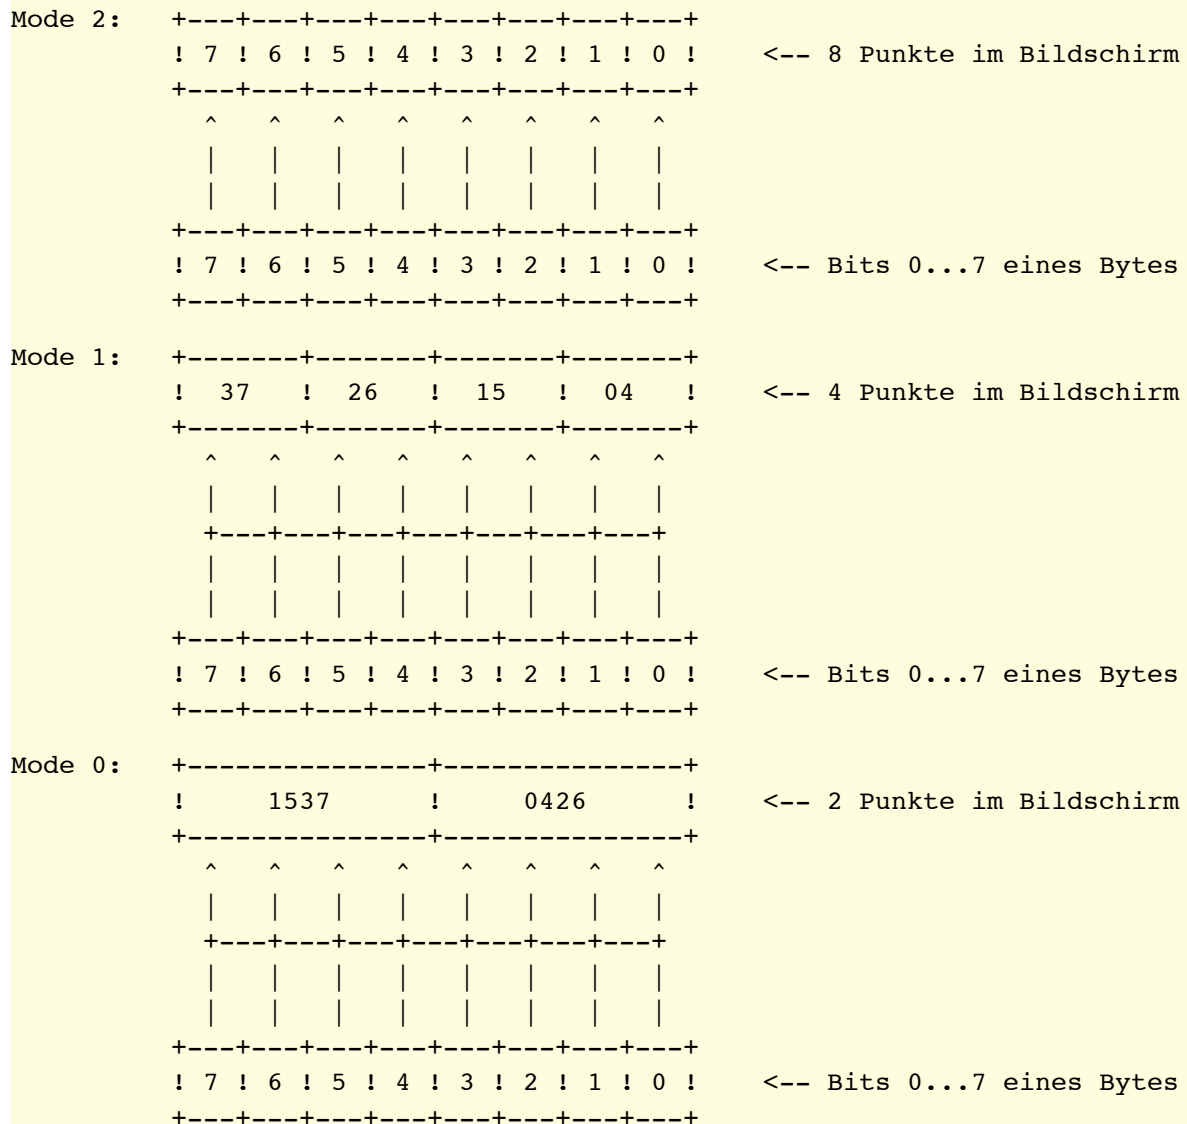 Mode 2:   +---+---+---+---+---+---+---+---+
          ! 7 ! 6 ! 5 ! 4 ! 3 ! 2 ! 1 ! 0 !    <-- 8 Punkte im Bildschirm
          +---+---+---+---+---+---+---+---+
            ^   ^   ^   ^   ^   ^   ^   ^
            |   |   |   |   |   |   |   |
            |   |   |   |   |   |   |   |
          +---+---+---+---+---+---+---+---+
          ! 7 ! 6 ! 5 ! 4 ! 3 ! 2 ! 1 ! 0 !    <-- Bits 0...7 eines Bytes
          +---+---+---+---+---+---+---+---+
Mode 1:   +-------+-------+-------+-------+
          !  37   !  26   !  15   !  04   !    <-- 4 Punkte im Bildschirm
          +-------+-------+-------+-------+
            ^   ^   ^   ^   ^   ^   ^   ^
            |   |   |   |   |   |   |   |
            +---+---+---+---+---+---+---+
            |   |   |   |   |   |   |   |
            |   |   |   |   |   |   |   |
          +---+---+---+---+---+---+---+---+
          ! 7 ! 6 ! 5 ! 4 ! 3 ! 2 ! 1 ! 0 !    <-- Bits 0...7 eines Bytes
          +---+---+---+---+---+---+---+---+
Mode 0:   +---------------+---------------+
          !     1537      !     0426      !    <-- 2 Punkte im Bildschirm
          +---------------+---------------+
            ^   ^   ^   ^   ^   ^   ^   ^
            |   |   |   |   |   |   |   |
            +---+---+---+---+---+---+---+
            |   |   |   |   |   |   |   |
            |   |   |   |   |   |   |   |
          +---+---+---+---+---+---+---+---+
          ! 7 ! 6 ! 5 ! 4 ! 3 ! 2 ! 1 ! 0 !    <-- Bits 0...7 eines Bytes
          +---+---+---+---+---+---+---+---+